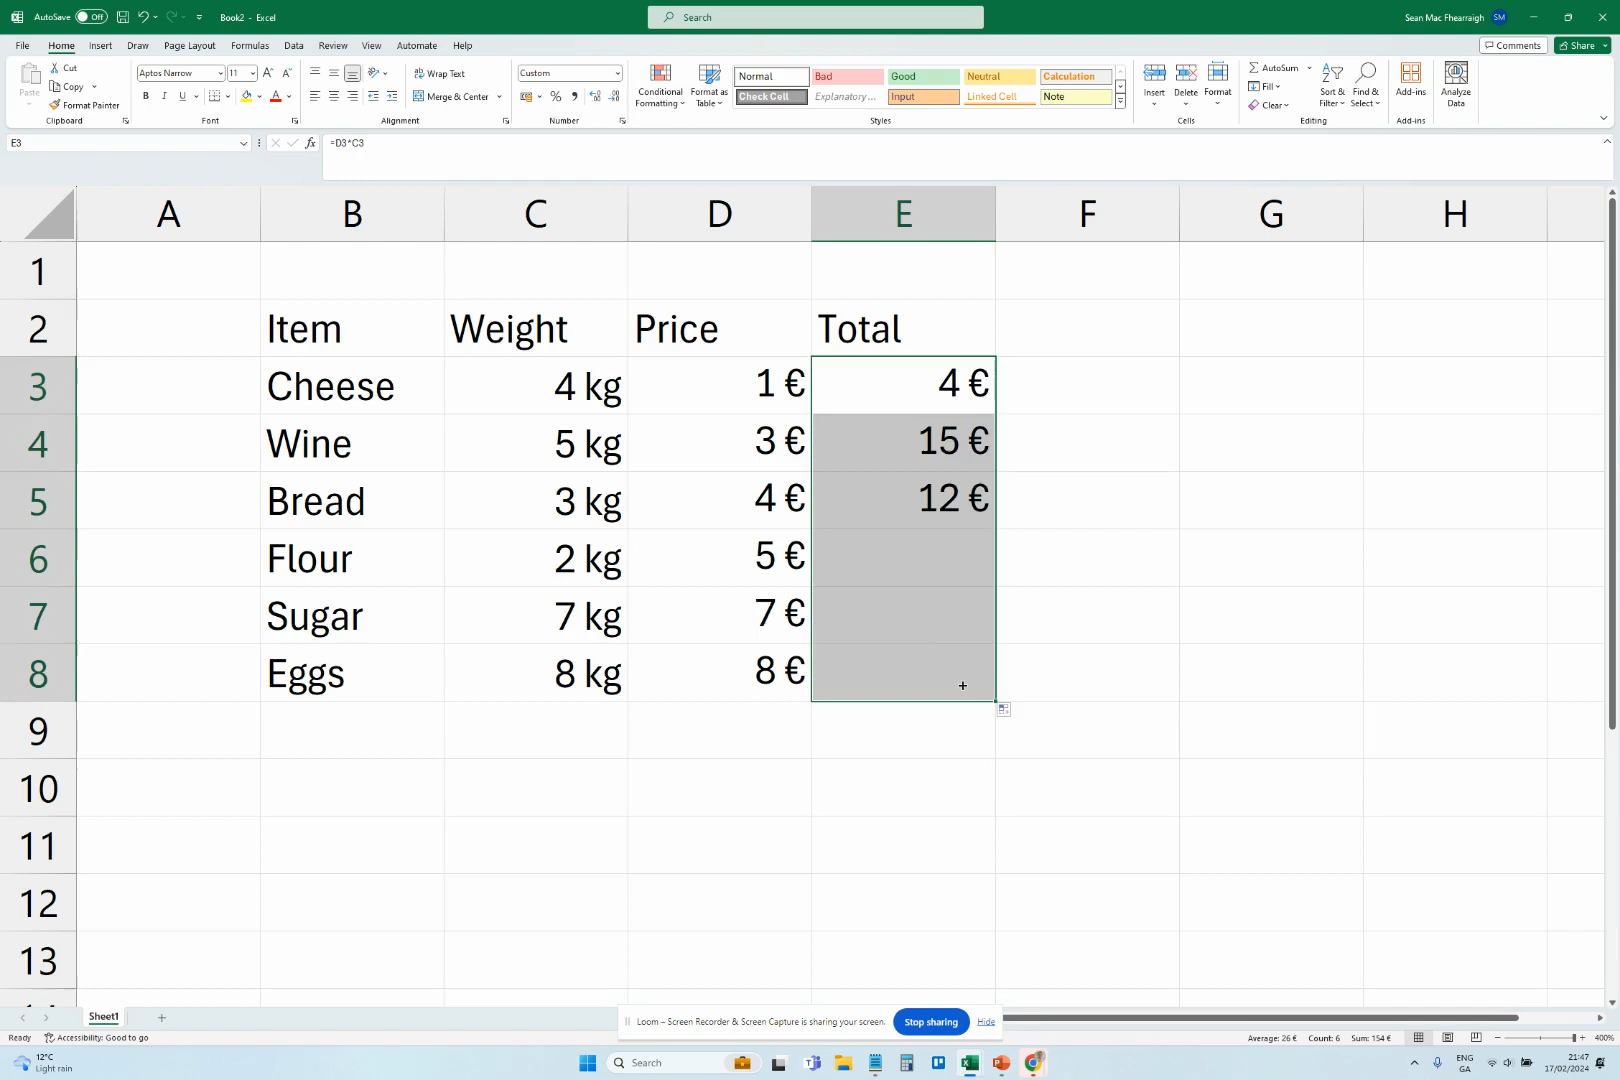 AutoSave Off Book2 - Excel Search Sean Mac Fhearraigh SM
File Home Insert Draw Page Layout Formulas Data Review View Automate Help Comments Share
Paste Cut Copy Format Painter Clipboard
Aptos Narrow 11 B I U A Font
Wrap Text Merge & Center Alignment
Custom % Number
Conditional Formatting Format as Table
Normal Bad Good Neutral Calculation
Check Cell Explanatory... Input Linked Cell Note
Styles
Insert Delete Format Cells
AutoSum Fill Clear Sort & Filter Find & Select Editing
Add-ins Add-ins
Analyze Data
E3 fx =D3*C3
A B C D E F G H
1
2 Item Weight Price Total
3 Cheese 4 kg 1 € 4 €
4 Wine 5 kg 3 € 15 €
5 Bread 3 kg 4 € 12 €
6 Flour 2 kg 5 €
7 Sugar 7 kg 7 €
8 Eggs 8 kg 8 €
9
10
11
12
13
Sheet1
Loom – Screen Recorder & Screen Capture is sharing your screen. Stop sharing Hide
Ready Accessibility: Good to go Average: 26 € Count: 6 Sum: 154 € 400%
12°C Light rain Search ENG GA 21:47 17/02/2024